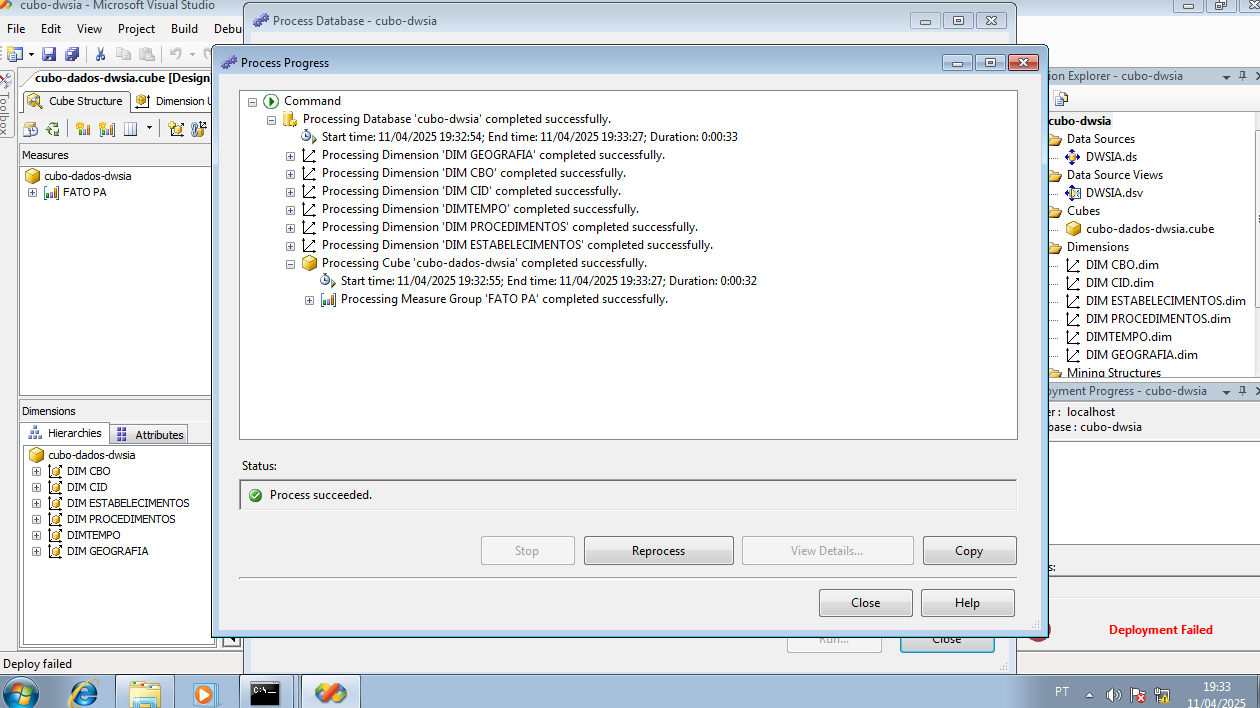 cubo-dwsia - Microsoft Visual Studio
Process Database - cubo-dwsia
File Edit View Project Build Debu
Process Progress
cubo-dados-dwsia.cube [Design]
Cube Structure
Dimension U
Toolbox
Measures
cubo-dados-dwsia
FATO PA
Command
Processing Database 'cubo-dwsia' completed successfully.
Start time: 11/04/2025 19:32:54; End time: 11/04/2025 19:33:27; Duration: 0:00:33
Processing Dimension 'DIM GEOGRAFIA' completed successfully.
Processing Dimension 'DIM CBO' completed successfully.
Processing Dimension 'DIM CID' completed successfully.
Processing Dimension 'DIMTEMPO' completed successfully.
Processing Dimension 'DIM PROCEDIMENTOS' completed successfully.
Processing Dimension 'DIM ESTABELECIMENTOS' completed successfully.
Processing Cube 'cubo-dados-dwsia' completed successfully.
Start time: 11/04/2025 19:32:55; End time: 11/04/2025 19:33:27; Duration: 0:00:32
Processing Measure Group 'FATO PA' completed successfully.
ion Explorer - cubo-dwsia
cubo-dwsia
Data Sources
DWSIA.ds
Data Source Views
DWSIA.dsv
Cubes
cubo-dados-dwsia.cube
Dimensions
DIM CBO.dim
DIM CID.dim
DIM ESTABELECIMENTOS.dim
DIM PROCEDIMENTOS.dim
DIMTEMPO.dim
DIM GEOGRAFIA.dim
Mining Structures
oyment Progress - cubo-dwsia
er : localhost
base : cubo-dwsia
Dimensions
Hierarchies
Attributes
cubo-dados-dwsia
DIM CBO
DIM CID
DIM ESTABELECIMENTOS
DIM PROCEDIMENTOS
DIMTEMPO
DIM GEOGRAFIA
Status:
Process succeeded.
Stop
Reprocess
View Details...
Copy
s:
Close
Help
Run...
Close
Deployment Failed
Deploy failed
C:\_
PT
19:33
11/04/2025